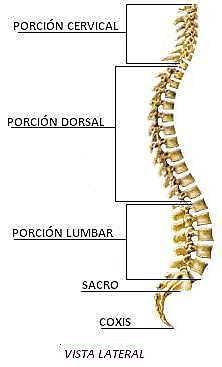 PORCIÓN CERVICAL
PORCIÓN DORSAL
PORCIÓN LUMBAR
SACRO
COXIS
VISTA LATERAL